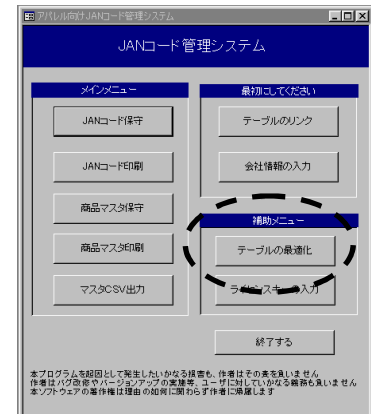 アパレル向けJANコード管理システム
JANコード管理システム
メインメニュー
JANコード保守
JANコード印刷
商品マスタ保守
商品マスタ印刷
マスタCSV出力
最初にしてください
テーブルのリンク
会社情報の入力
補助メニュー
テーブルの最適化
ライセンスキーの入力
終了する
本プログラムを起因として発生したいかなる損害も、作者はその責を負いません
作者はバグ改修やバージョンアップの実施等、ユーザに対していかなる義務も負いません
本ソフトウェアの著作権は理由の如何に関わらず作者に帰属します